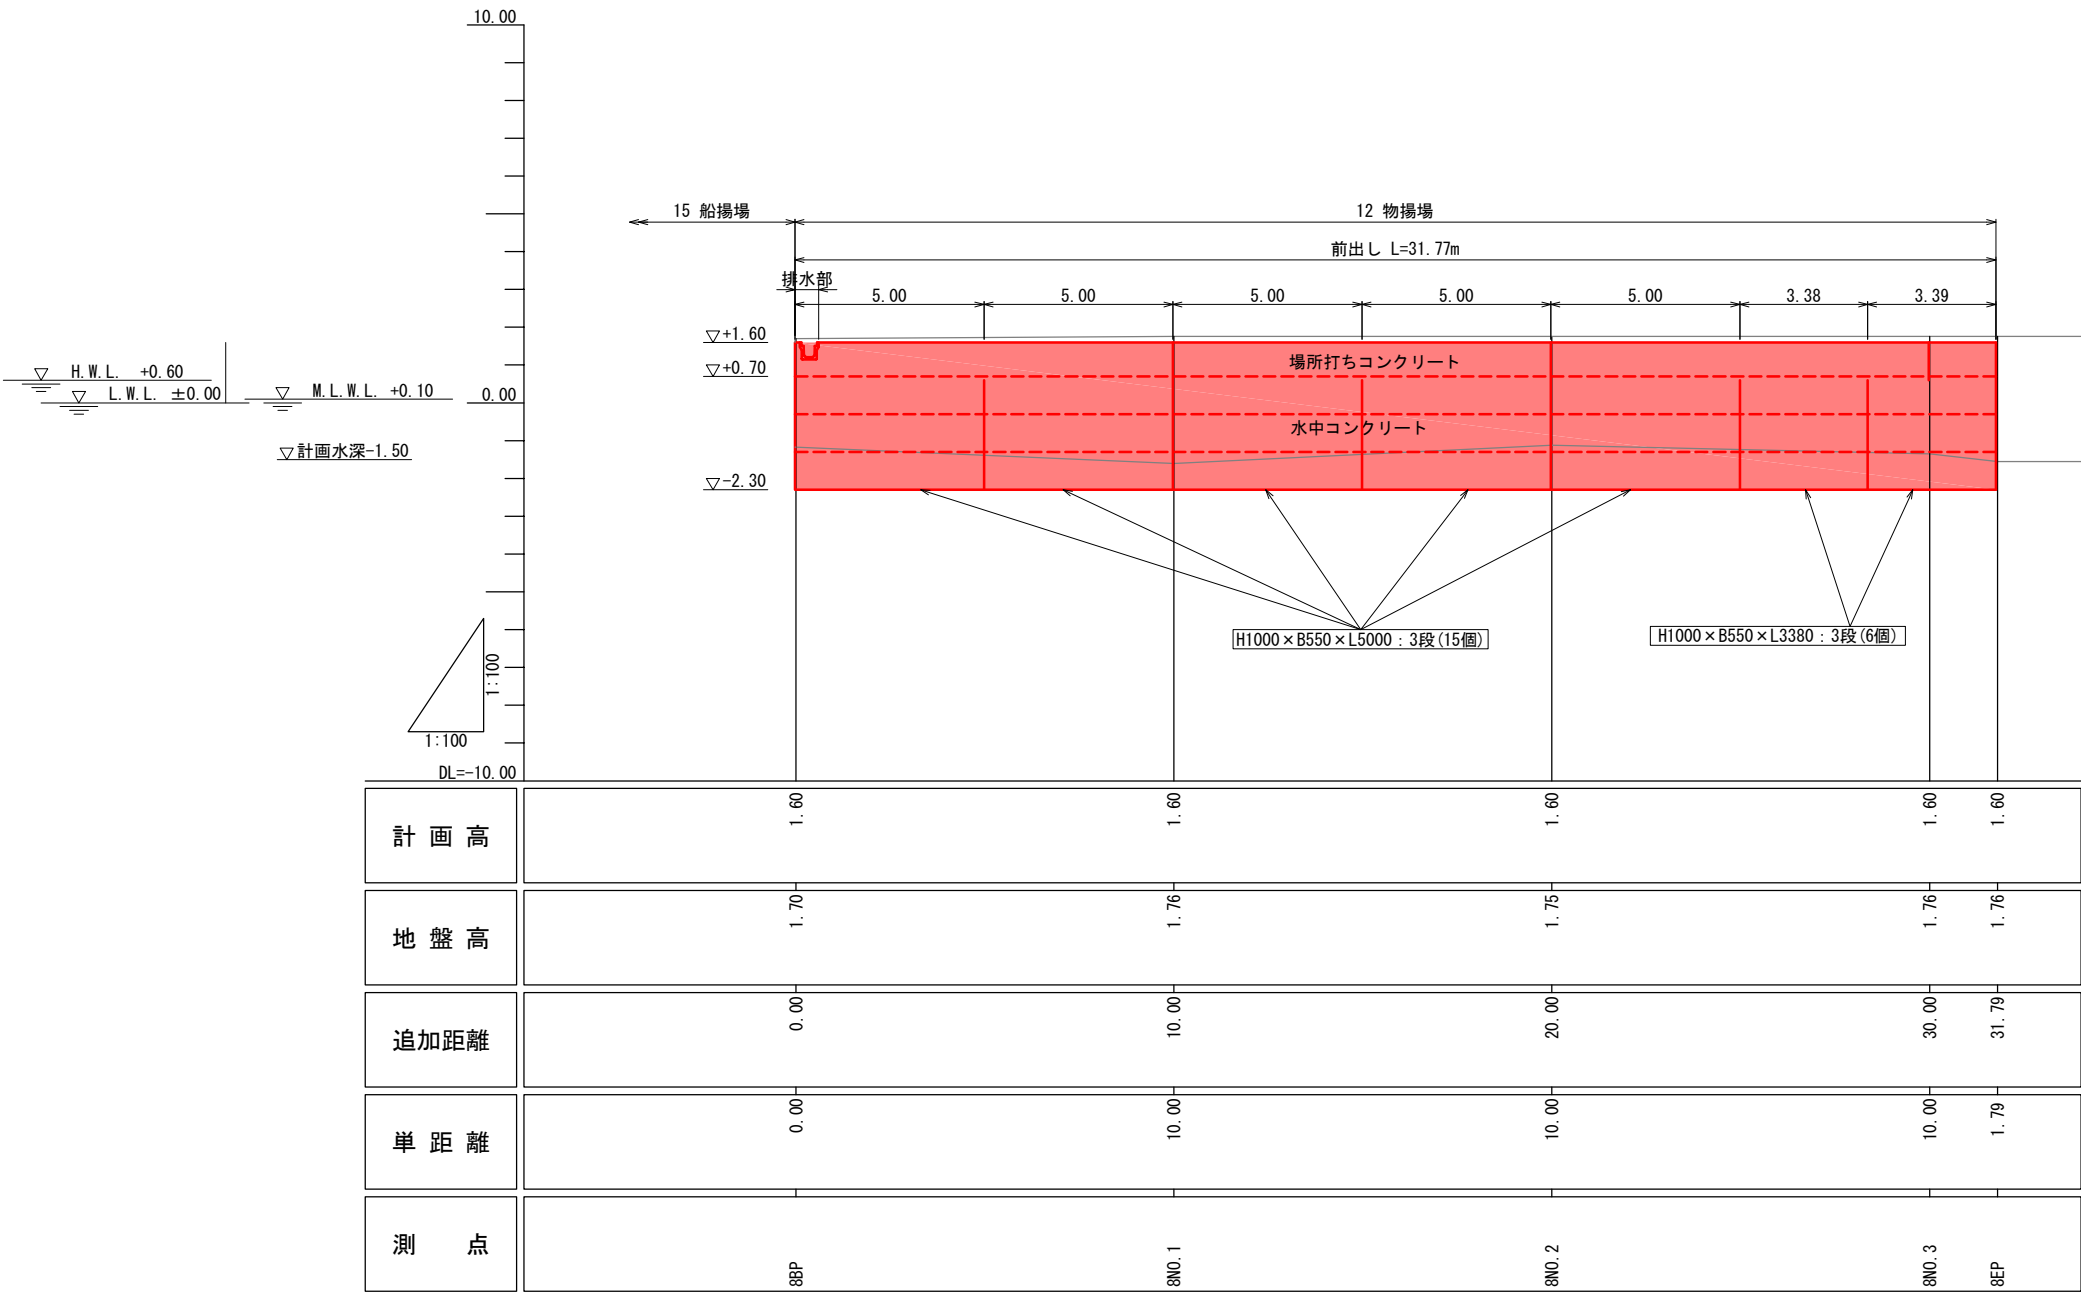 10.00
15 船揚場
12 物揚場
前出し L=31.77m
排水部
5.00 5.00 5.00 5.00 5.00 3.38 3.39
▽+1.60
場所打ちコンクリート
▽+0.70
▽ H.W.L. +0.60
▽ L.W.L. ±0.00
▽ M.L.W.L. +0.10
0.00
水中コンクリート
▽計画水深-1.50
▽-2.30
H1000×B550×L5000：3段(15個)
H1000×B550×L3380：3段(6個)
1:100
1:100
DL=-10.00
計画高 1.60 1.60 1.60 1.60 1.60
地盤高 1.70 1.76 1.75 1.76 1.76
追加距離 0.00 10.00 20.00 30.00 31.79
単距離 0.00 10.00 10.00 10.00 1.79
測点 8BP 8NO.1 8NO.2 8NO.3 8EP